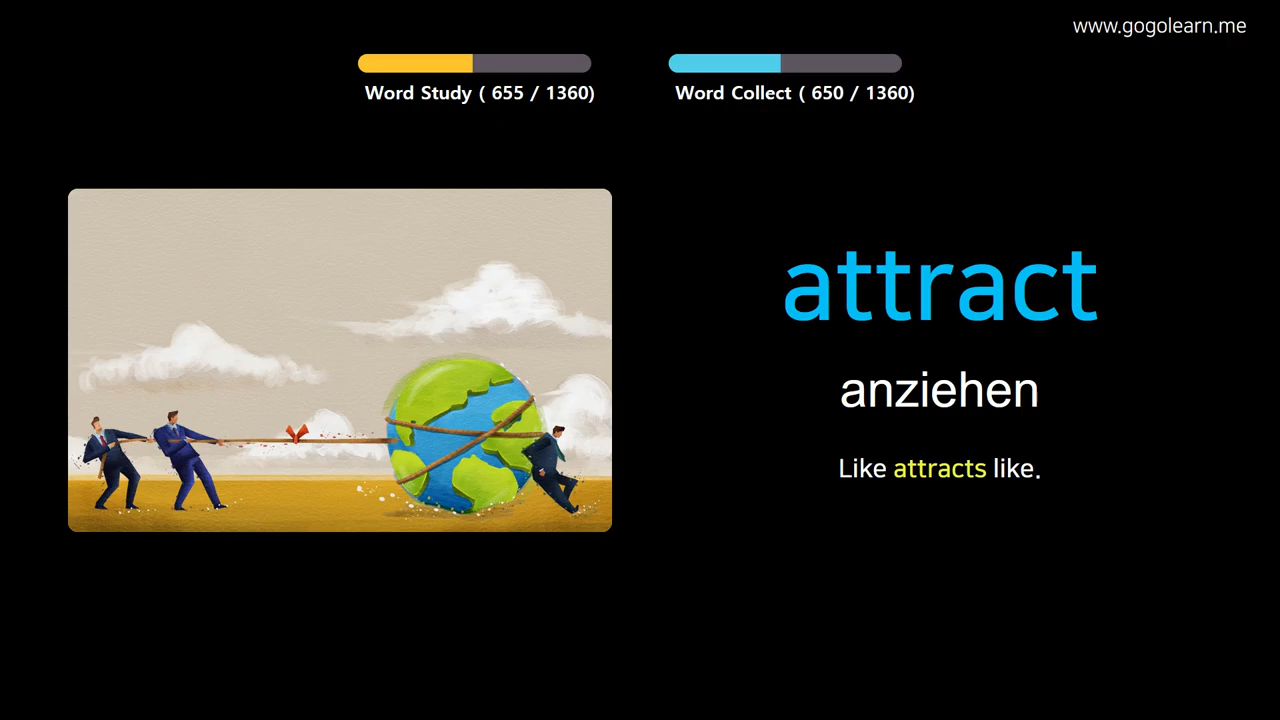 www.gogolearn.me
Word Study ( 655 / 1360)
Word Collect ( 650 / 1360)
attract
anziehen
Like attracts like.